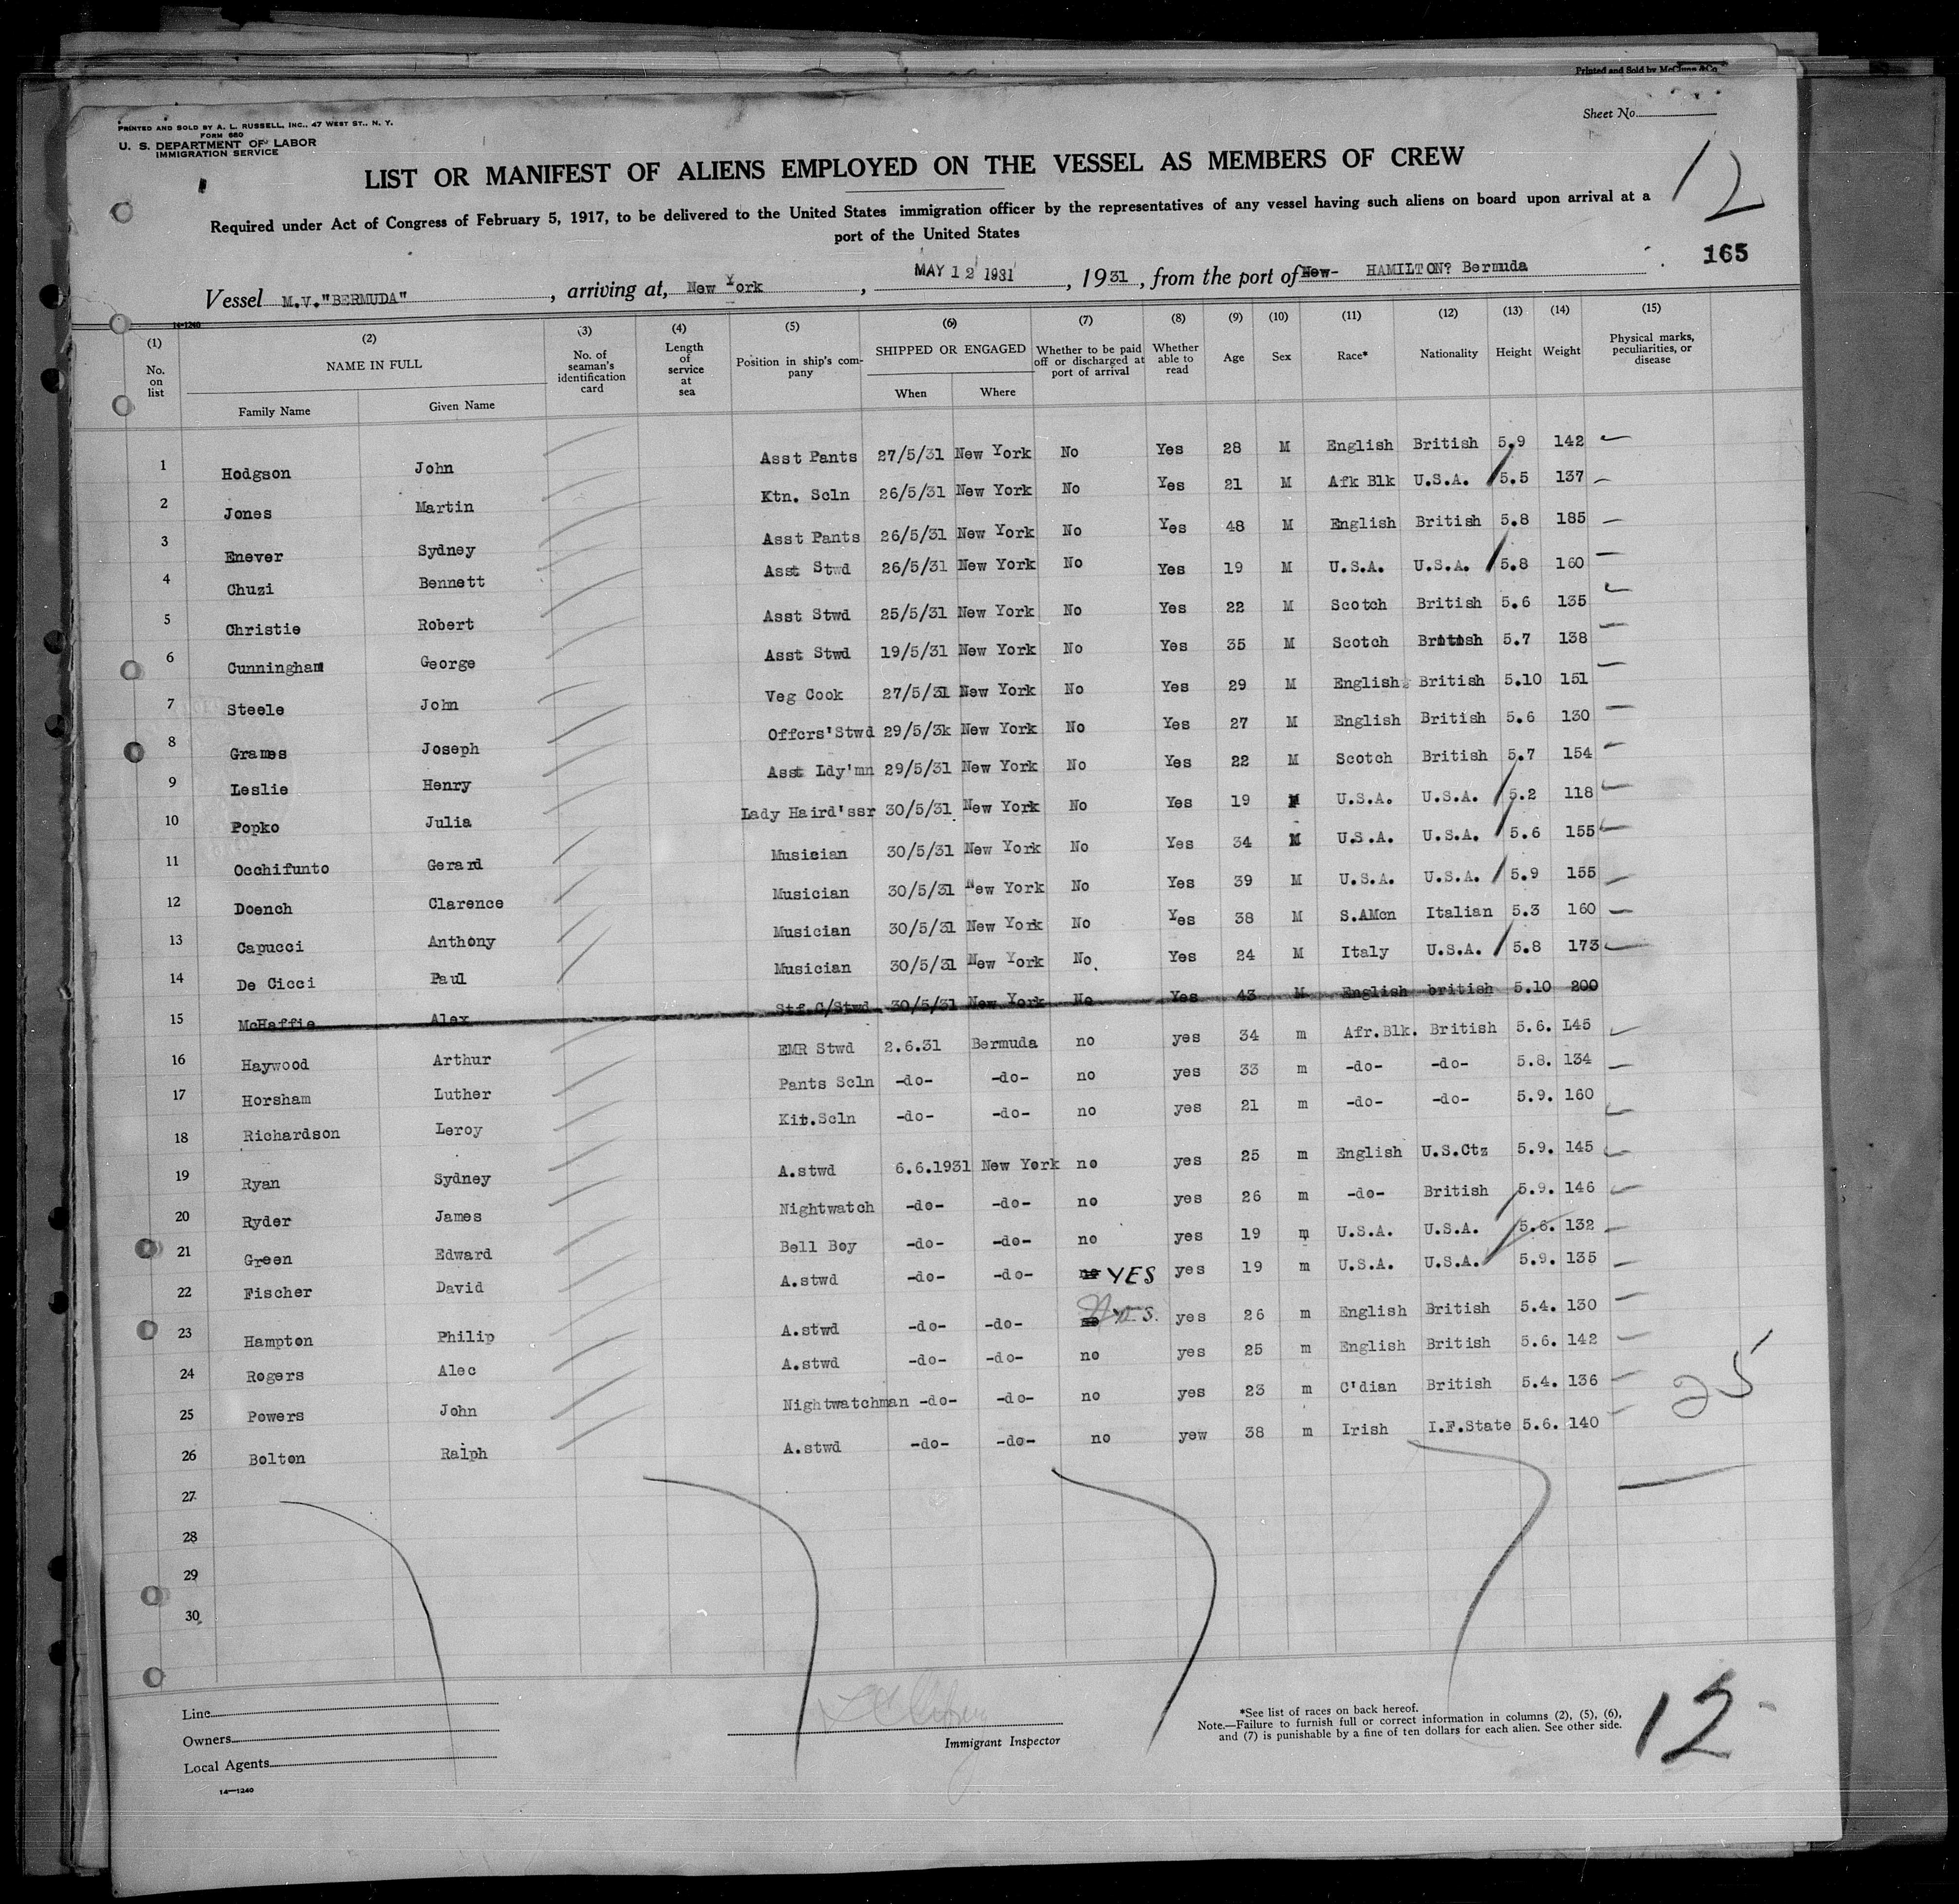 Printed and Sold by McClunn & Co.
Sheet No.
PRINTED AND SOLD BY A. L. RUSSELL, INC., 47 WEST ST., N. Y.
FORM 680
U. S. DEPARTMENT OF LABOR
IMMIGRATION SERVICE
LIST OR MANIFEST OF ALIENS EMPLOYED ON THE VESSEL AS MEMBERS OF CREW
12
Required under Act of Congress of February 5, 1917, to be delivered to the United States immigration officer by the representatives of any vessel having such aliens on board upon arrival at a
port of the United States
165
Vessel M.V."BERMUDA", arriving at, New York, MAY 12 1931, 1931, from the port of New- HAMILTON? Bermuda
14-1240
(1) (2) (3) (4) (5) (6) (7) (8) (9) (10) (11) (12) (13) (14) (15)
No. on list NAME IN FULL No. of seaman's identification card Length of service at sea Position in ship's company SHIPPED OR ENGAGED Whether to be paid off or discharged at port of arrival Whether able to read Age Sex Race* Nationality Height Weight Physical marks, peculiarities, or disease
Family Name Given Name When Where
1 Hodgson John Asst Pants 27/5/31 New York No Yes 28 M English British 5.9 142
2 Jones Martin Ktn. Scln 26/5/31 New York No Yes 21 M Afk Blk U.S.A. 5.5 137
3 Enever Sydney Asst Pants 26/5/31 New York No Yes 48 M English British 5.8 185
4 Chuzi Bennett Asst Stwd 26/5/31 New York No Yes 19 M U.S.A. U.S.A. 5.8 160
5 Christie Robert Asst Stwd 25/5/31 New York No Yes 22 M Scotch British 5.6 135
6 Cunningham George Asst Stwd 19/5/31 New York No Yes 35 M Scotch British 5.7 138
7 Steele John Veg Cook 27/5/31 New York No Yes 29 M English British 5.10 151
8 Grames Joseph Offcrs'Stwd 29/5/3k New York No Yes 27 M English British 5.6 130
9 Leslie Henry Asst Ldy'mn 29/5/31 New York No Yes 22 M Scotch British 5.7 154
10 Popko Julia Lady Haird'ssr 30/5/31 New York No Yes 19 U.S.A. U.S.A. 5.2 118
11 Occhifunto Gerard Musician 30/5/31 New York No Yes 34 M U.S.A. U.S.A. 5.6 155
12 Doench Clarence Musician 30/5/31 New York No Yes 39 M U.S.A. U.S.A. 5.9 155
13 Capucci Anthony Musician 30/5/31 New York No Yes 38 M S.AMcn Italian 5.3 160
14 De Cicci Paul Musician 30/5/31 New York No. Yes 24 M Italy U.S.A. 5.8 173
15 McHaffie Alex Stf.C/Stwd 30/5/31 New York No Yes 43 M English british 5.10 200
16 Haywood Arthur EMR Stwd 2.6.31 Bermuda no yes 34 m Afr.Blk. British 5.6. 145
17 Horsham Luther Pants Scln -do- -do- no yes 33 m -do- -do- 5.8. 134
18 Richardson Leroy Kit.Scln -do- -do- no yes 21 m -do- -do- 5.9. 160
19 Ryan Sydney A.stwd 6.6.1931 New York no yes 25 m English U.S.Ctz 5.9. 145
20 Ryder James Nightwatch -do- -do- no yes 26 m -do- British 5.9. 146
21 Green Edward Bell Boy -do- -do- no yes 19 m U.S.A. U.S.A. 5.6. 132
22 Fischer David A.stwd -do- -do- no YES yes 19 m U.S.A. U.S.A. 5.9. 135
23 Hampton Philip A.stwd -do- -do- no YES. yes 26 m English British 5.4. 130
24 Rogers Alec A.stwd -do- -do- no yes 25 m English British 5.6. 142
25 Powers John Nightwatchman -do- -do- no yes 23 m C'dian British 5.4. 136
25
26 Bolton Ralph A.stwd -do- -do- no yew 38 m Irish I.F.State 5.6. 140
27
28
29
30
Line
Owners
Local Agents
14—1240
Immigrant Inspector
*See list of races on back hereof.
Note.—Failure to furnish full or correct information in columns (2), (5), (6),
and (7) is punishable by a fine of ten dollars for each alien. See other side.
12